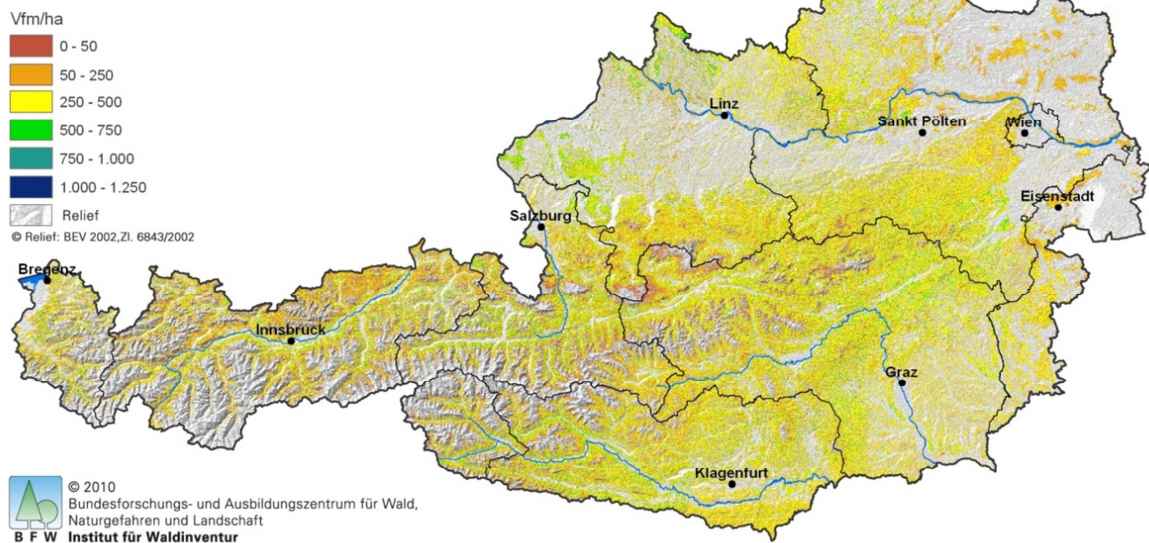 Vfm/ha
0 - 50
50 - 250
250 - 500
500 - 750
750 - 1.000
1.000 - 1.250
Relief
© Relief: BEV 2002,Zl. 6843/2002
Linz
Sankt Pölten
Wien
Eisenstadt
Salzburg
Bregenz
Innsbruck
Graz
Klagenfurt
© 2010
Bundesforschungs- und Ausbildungszentrum für Wald,
Naturgefahren und Landschaft
B F W Institut für Waldinventur